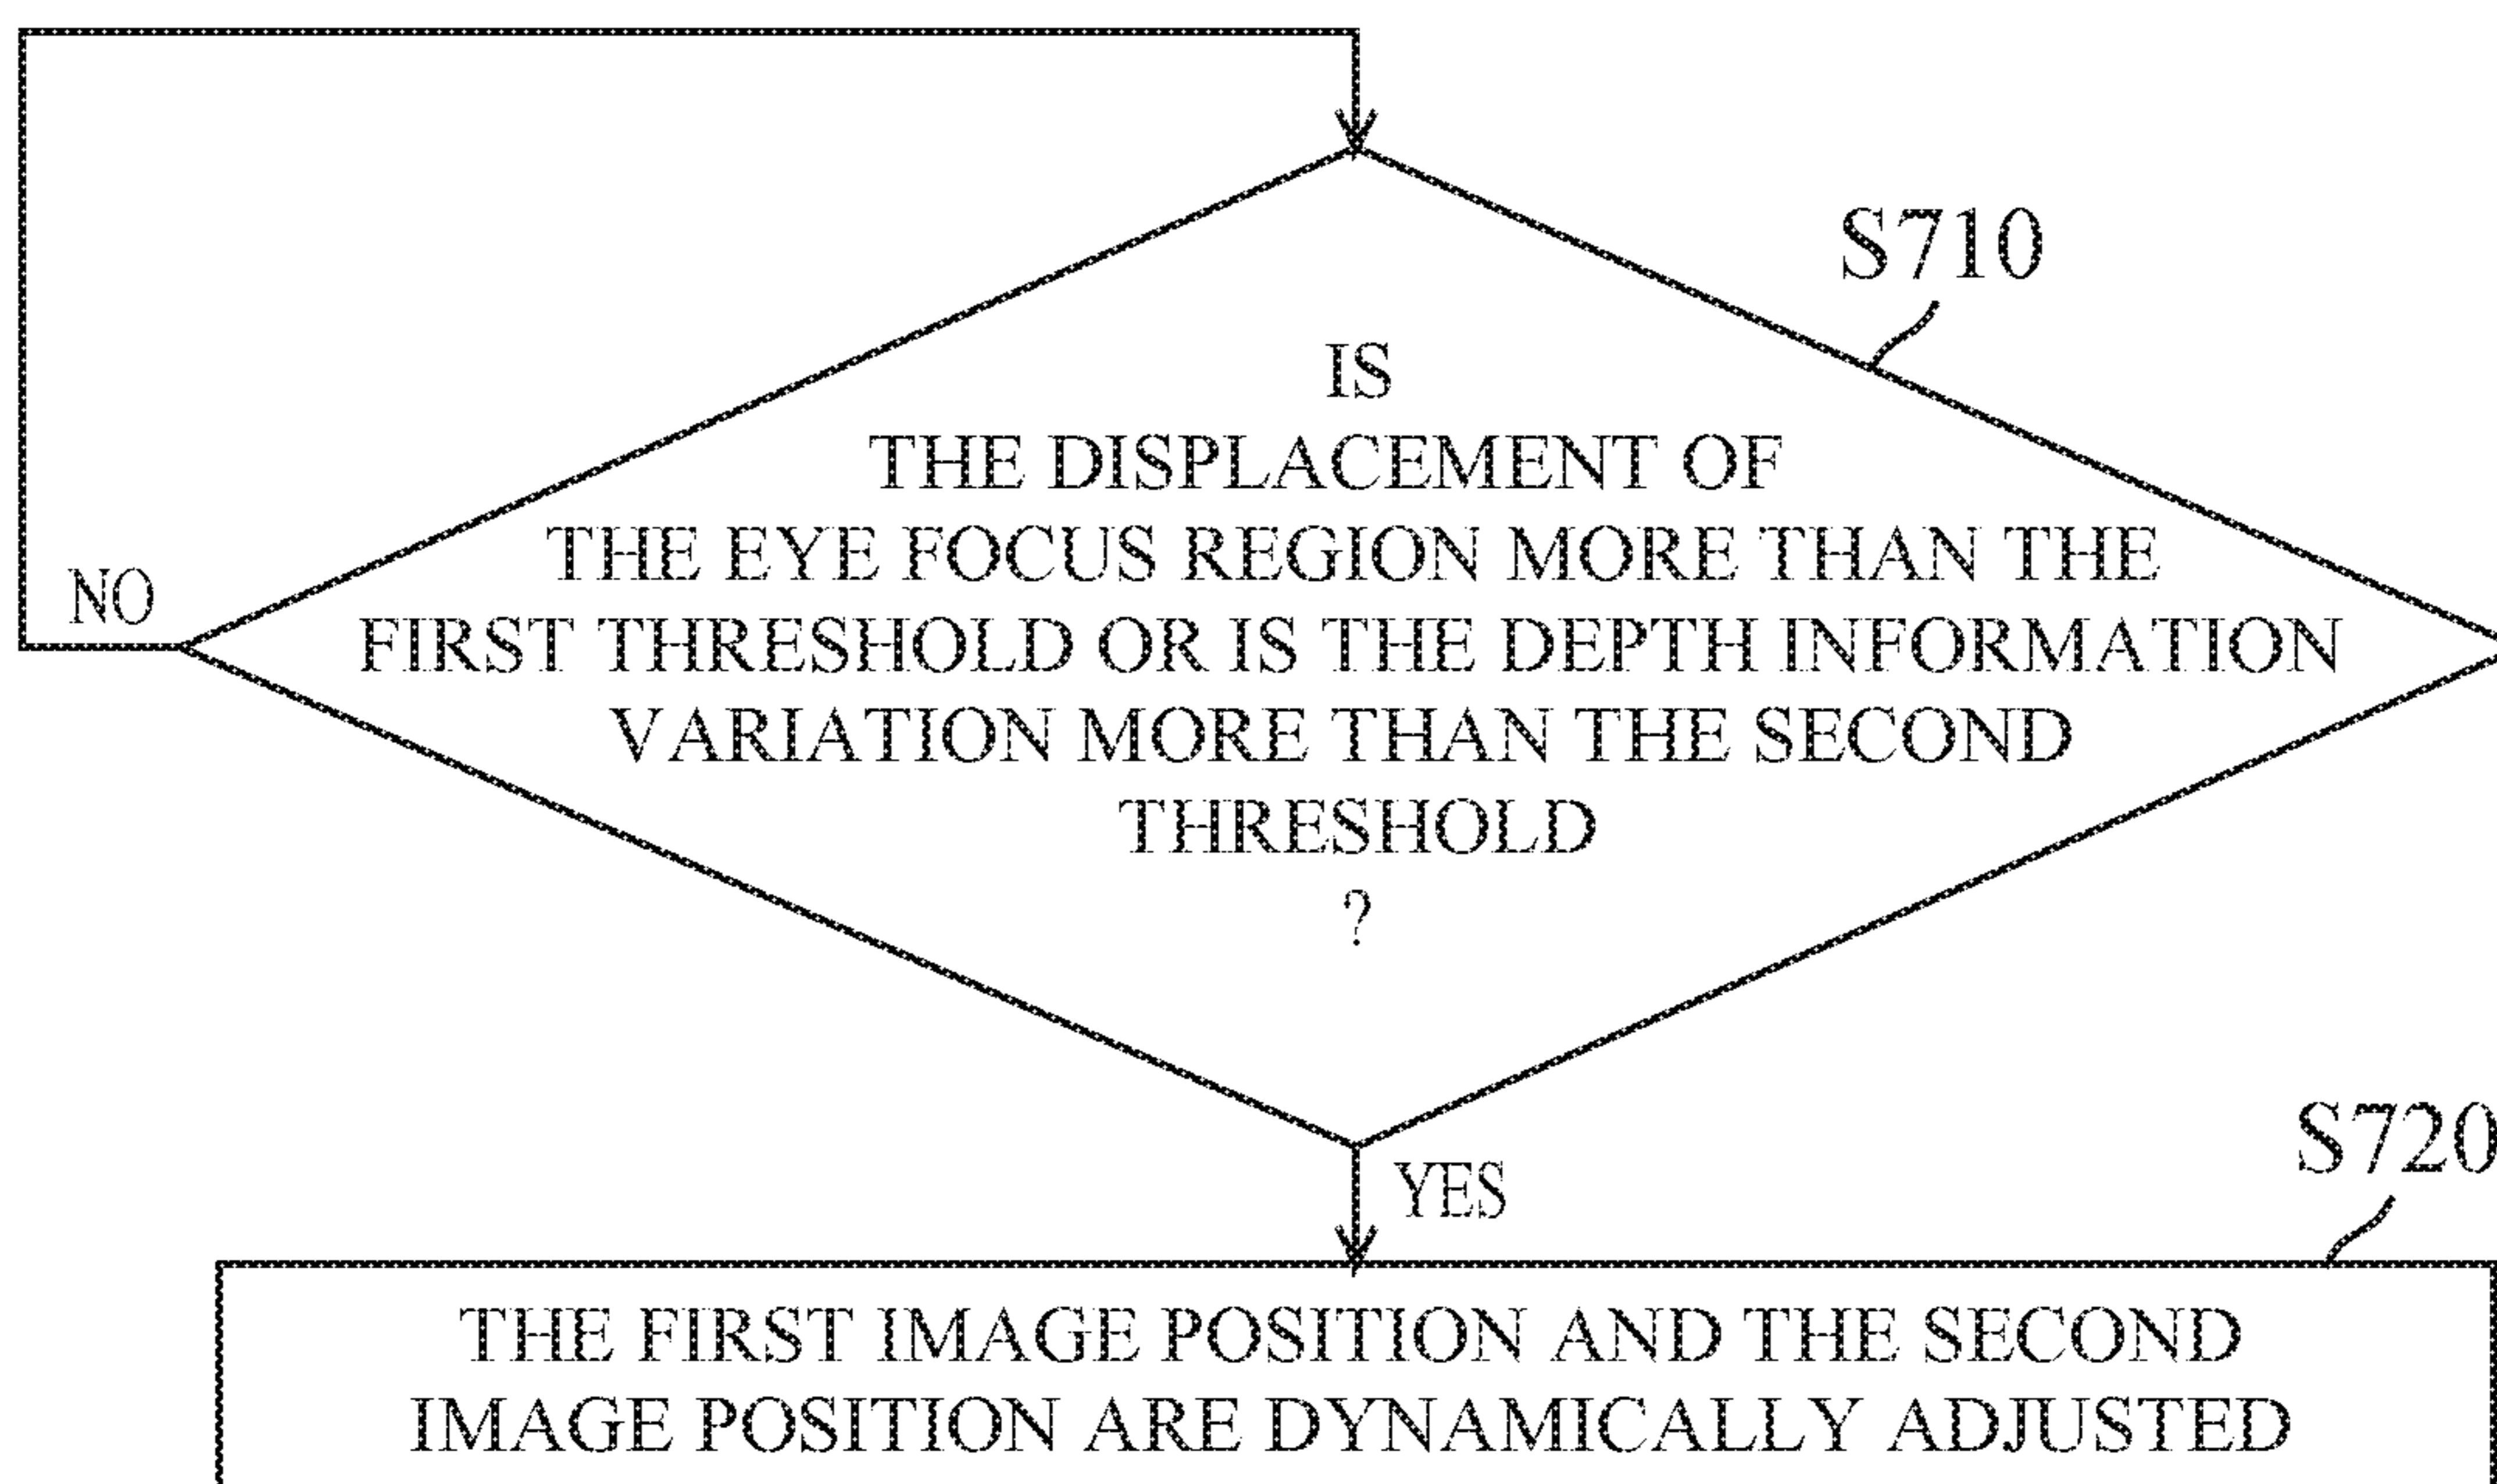 S710
IS
THE DISPLACEMENT OF
THE EYE FOCUS REGION MORE THAN THE
FIRST THRESHOLD OR IS THE DEPTH INFORMATION
VARIATION MORE THAN THE SECOND
THRESHOLD
?
NO
YES
S720
THE FIRST IMAGE POSITION AND THE SECOND
IMAGE POSITION ARE DYNAMICALLY ADJUSTED